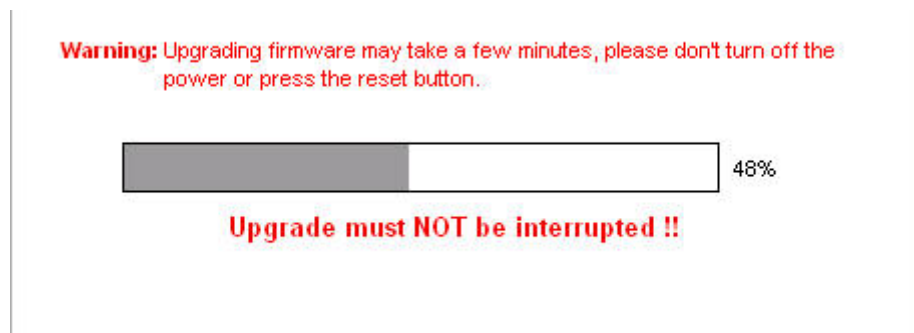 Warning: Upgrading firmware may take a few minutes, please don't turn off the
power or press the reset button.
48%
Upgrade must NOT be interrupted !!